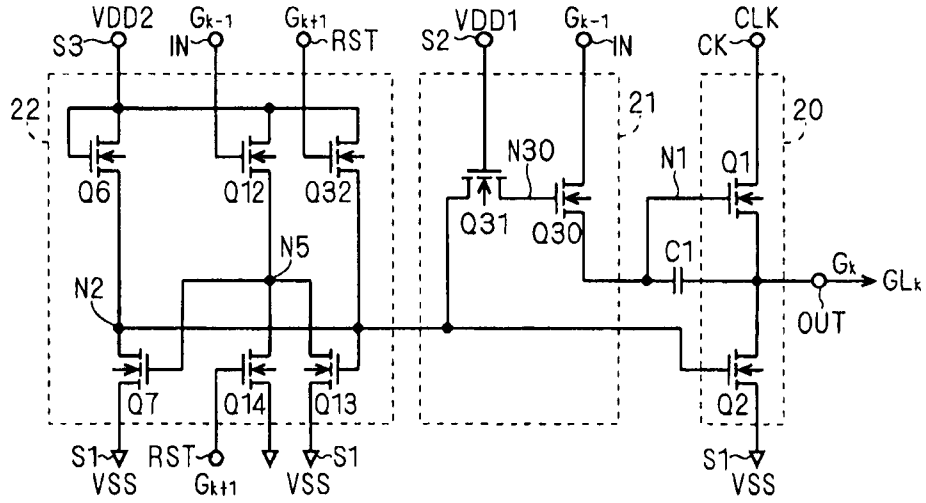 VDD2 Gk-1 Gk+1 VDD1 Gk-1 CLK
S3 IN RST S2 IN CK
22 21 20
Q6 Q12 Q32 N30 N1 Q1
Q31 Q30
N5 C1 Gk
N2 GLk
OUT
Q7 Q14 Q13 Q2
S1 RST S1 S1
VSS Gk+1 VSS VSS